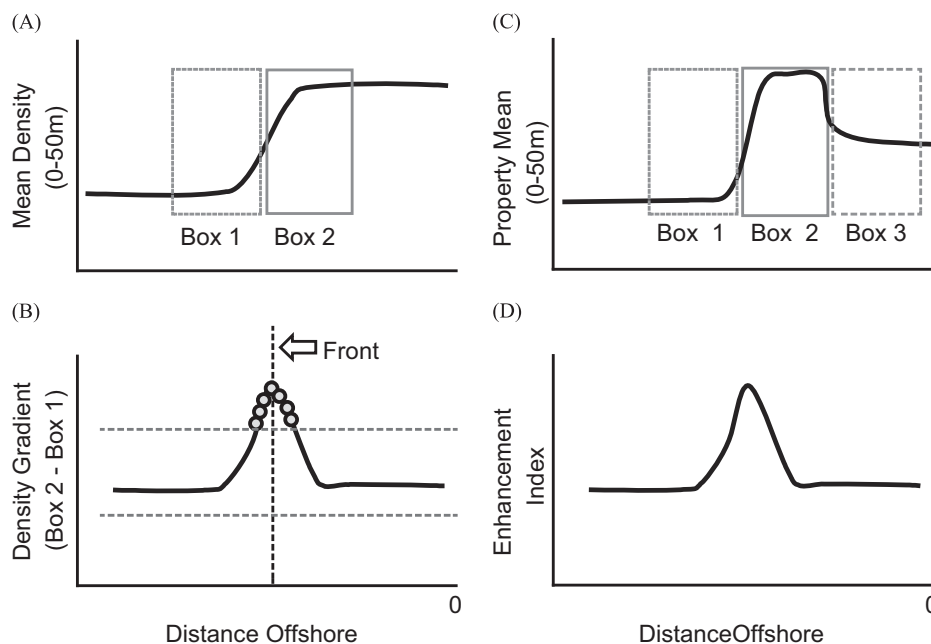 (A)
Mean Density
(0-50m)
Box 1
Box 2
(C)
Property Mean
(0-50m)
Box 1
Box 2
Box 3
(B)
Density Gradient
(Box 2 - Box 1)
Front
0
Distance Offshore
(D)
Enhancement
Index
0
DistanceOffshore